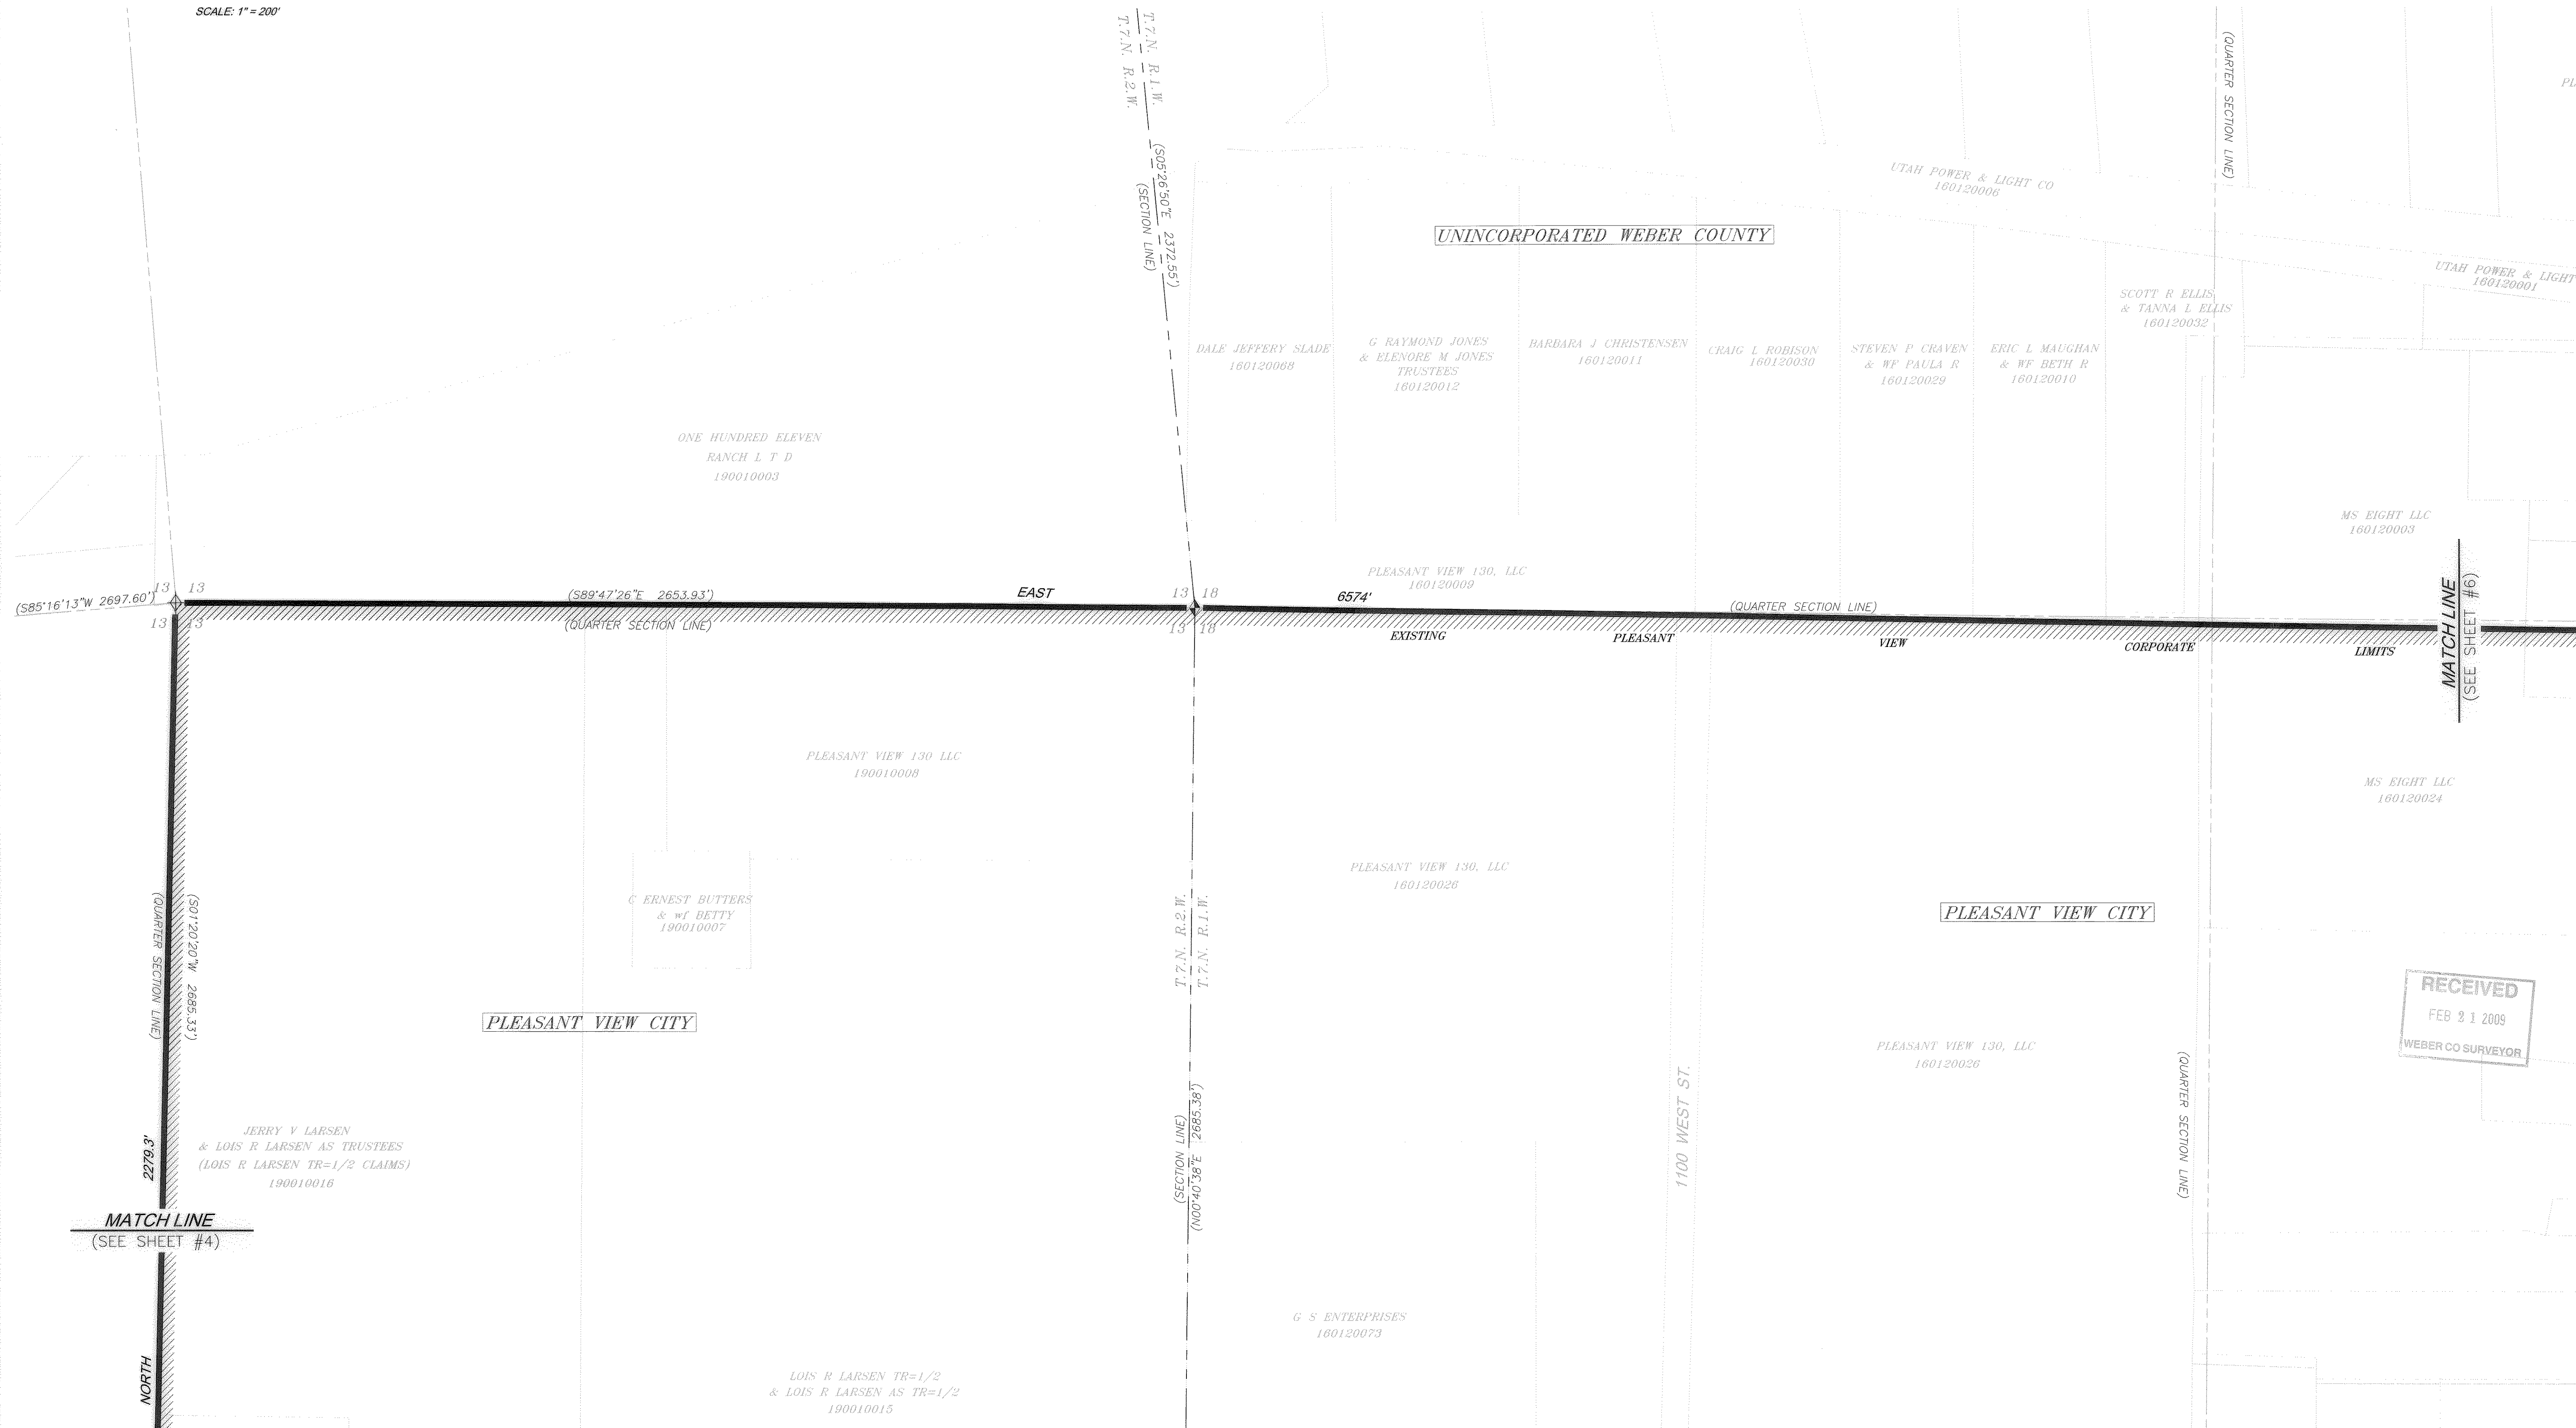 SCALE: 1" = 200'
T.7.N. R.1.W.
T.7.N. R.2.W.
(S05°26'50"E 2372.55')
(SECTION LINE)
(QUARTER SECTION LINE)
UTAH POWER & LIGHT CO
160120006
UNINCORPORATED WEBER COUNTY
UTAH POWER & LIGHT
160120001
SCOTT R ELLIS
& TANNA L ELLIS
160120032
DALE JEFFERY SLADE
160120068
G RAYMOND JONES
& ELENORE M JONES
TRUSTEES
160120012
BARBARA J CHRISTENSEN
160120011
CRAIG L ROBISON
160120030
STEVEN P CRAVEN
& WF PAULA R
160120029
ERIC L MAUGHAN
& WF BETH R
160120010
ONE HUNDRED ELEVEN
RANCH L T D
190010003
MS EIGHT LLC
160120003
PLEASANT VIEW 130, LLC
160120009
13 13
13 13
(S85°16'13"W 2697.60')
(S89°47'26"E 2653.93')
(QUARTER SECTION LINE)
EAST
13 18
13 18
6574'
(QUARTER SECTION LINE)
EXISTING PLEASANT VIEW CORPORATE LIMITS
MATCH LINE
(SEE SHEET #6)
PLEASANT VIEW 130 LLC
190010008
MS EIGHT LLC
160120024
C ERNEST BUTTERS
& wf BETTY
190010007
PLEASANT VIEW 130, LLC
160120026
PLEASANT VIEW CITY
T.7.N. R.2.W.
T.7.N. R.1.W.
(QUARTER SECTION LINE)
(S01°20'20"W 2685.33')
PLEASANT VIEW CITY
RECEIVED
FEB 21 2009
WEBER CO SURVEYOR
PLEASANT VIEW 130, LLC
160120026
1100 WEST ST.
(QUARTER SECTION LINE)
(SECTION LINE)
(N00°40'38"E 2685.38')
2279.3'
JERRY V LARSEN
& LOIS R LARSEN AS TRUSTEES
(LOIS R LARSEN TR=1/2 CLAIMS)
190010016
MATCH LINE
(SEE SHEET #4)
NORTH
G S ENTERPRISES
160120073
LOIS R LARSEN TR=1/2
& LOIS R LARSEN AS TR=1/2
190010015